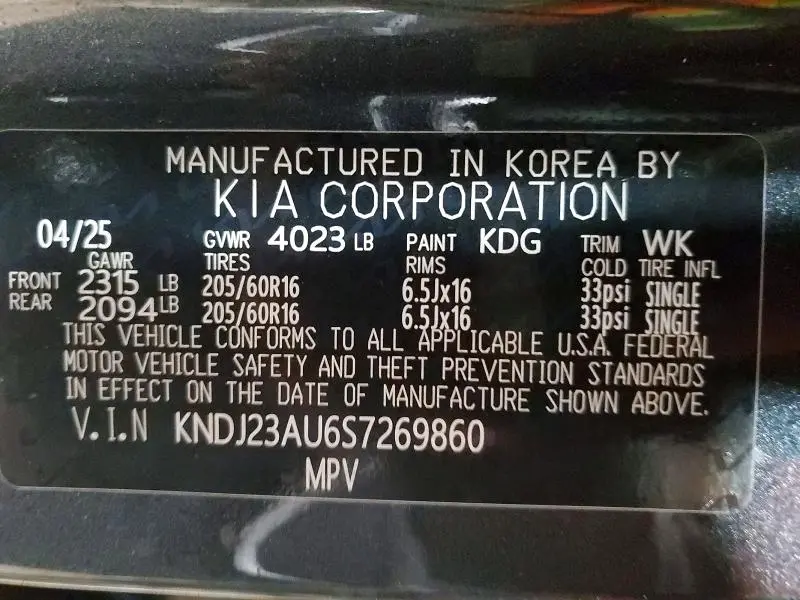 MANUFACTURED IN KOREA BY
KIA CORPORATION
04/25 GVWR 4023 LB PAINT KDG TRIM WK
GAWR TIRES RIMS COLD TIRE INFL
FRONT 2315 LB 205/60R16 6.5Jx16 33psi SINGLE
REAR 2094 LB 205/60R16 6.5Jx16 33psi SINGLE
THIS VEHICLE CONFORMS TO ALL APPLICABLE U.S.A. FEDERAL
MOTOR VEHICLE SAFETY AND THEFT PREVENTION STANDARDS
IN EFFECT ON THE DATE OF MANUFACTURE SHOWN ABOVE.
V.I.N KNDJ23AU6S7269860
MPV